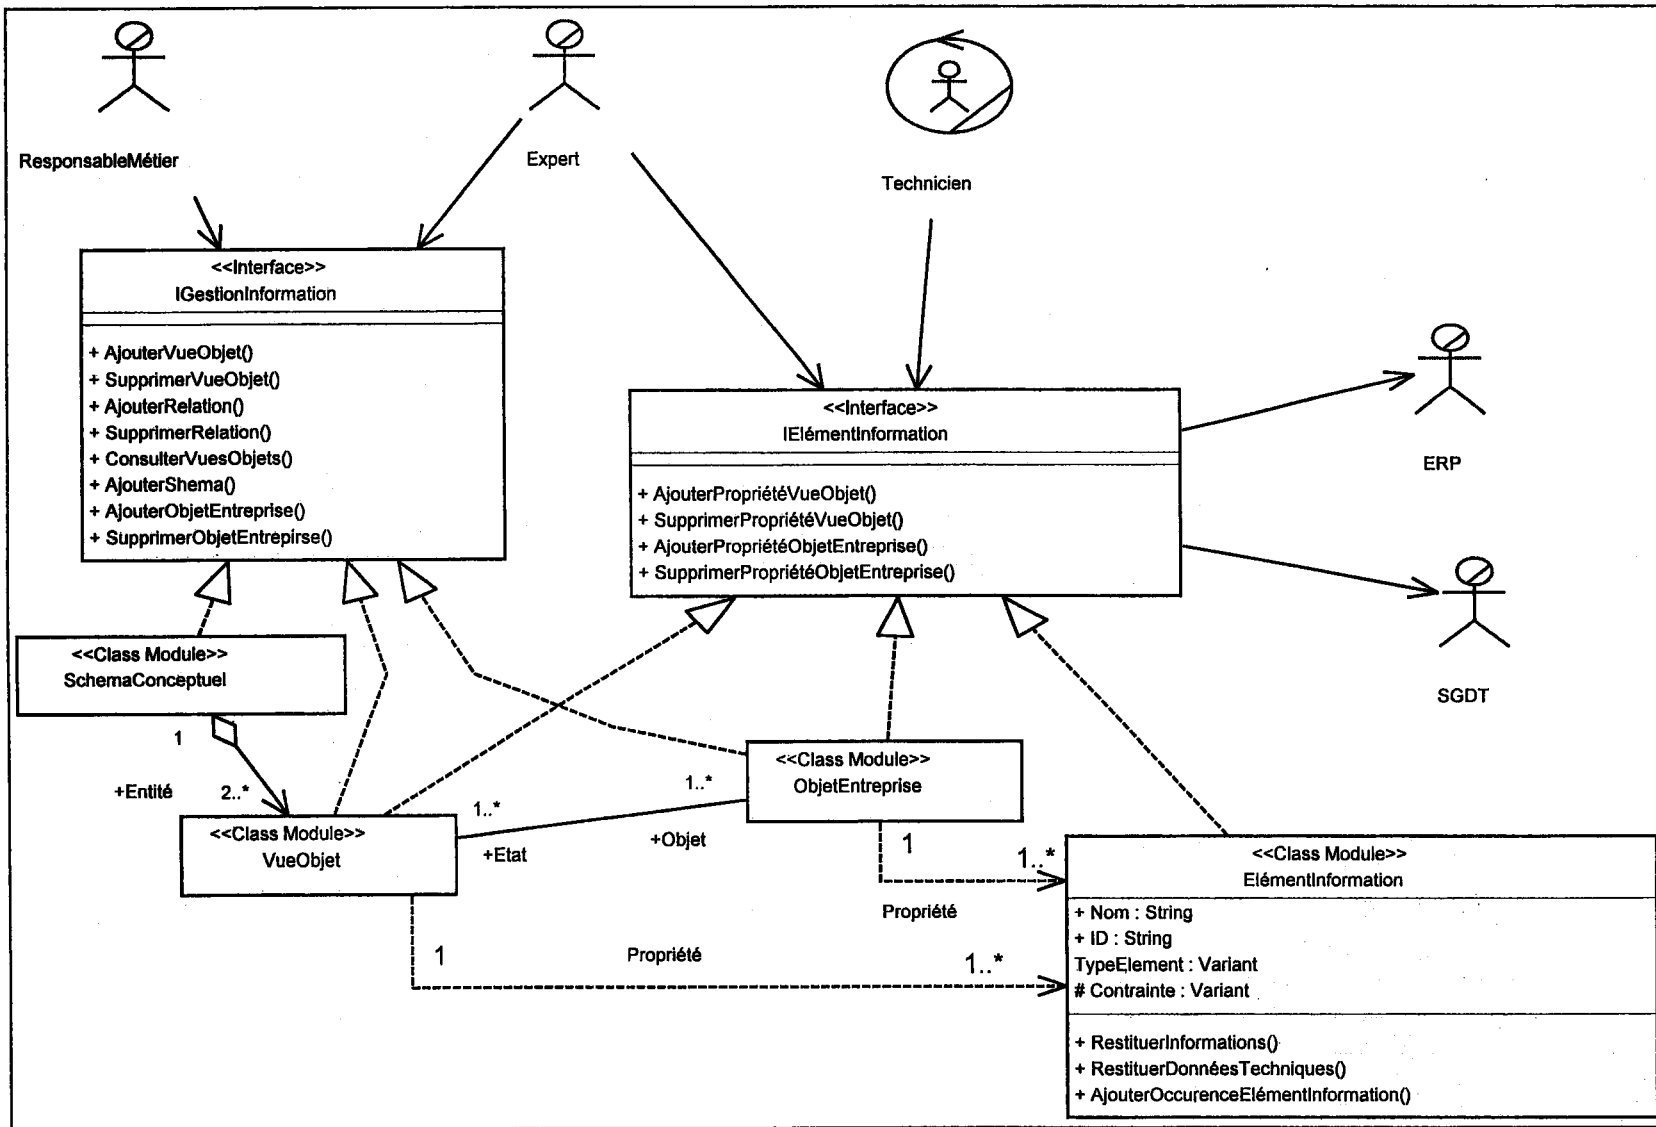 ResponsableMétier
Expert
Technicien
<<Interface>>
IGestionInformation
+ AjouterVueObjet()
+ SupprimerVueObjet()
+ AjouterRelation()
+ SupprimerRelation()
+ ConsulterVuesObjets()
+ AjouterShema()
+ AjouterObjetEntreprise()
+ SupprimerObjetEntrepirse()
<<Interface>>
IElémentInformation
+ AjouterPropriétéVueObjet()
+ SupprimerPropriétéVueObjet()
+ AjouterPropriétéObjetEntreprise()
+ SupprimerPropriétéObjetEntreprise()
ERP
SGDT
<<Class Module>>
SchemaConceptuel
1
+Entité
2..*
<<Class Module>>
VueObjet
1..*
+Etat
1..*
+Objet
<<Class Module>>
ObjetEntreprise
1
1..*
Propriété
1
Propriété
1..*
<<Class Module>>
ElémentInformation
+ Nom : String
+ ID : String
TypeElement : Variant
# Contrainte : Variant
+ RestituerInformations()
+ RestituerDonnéesTechniques()
+ AjouterOccurenceElémentInformation()